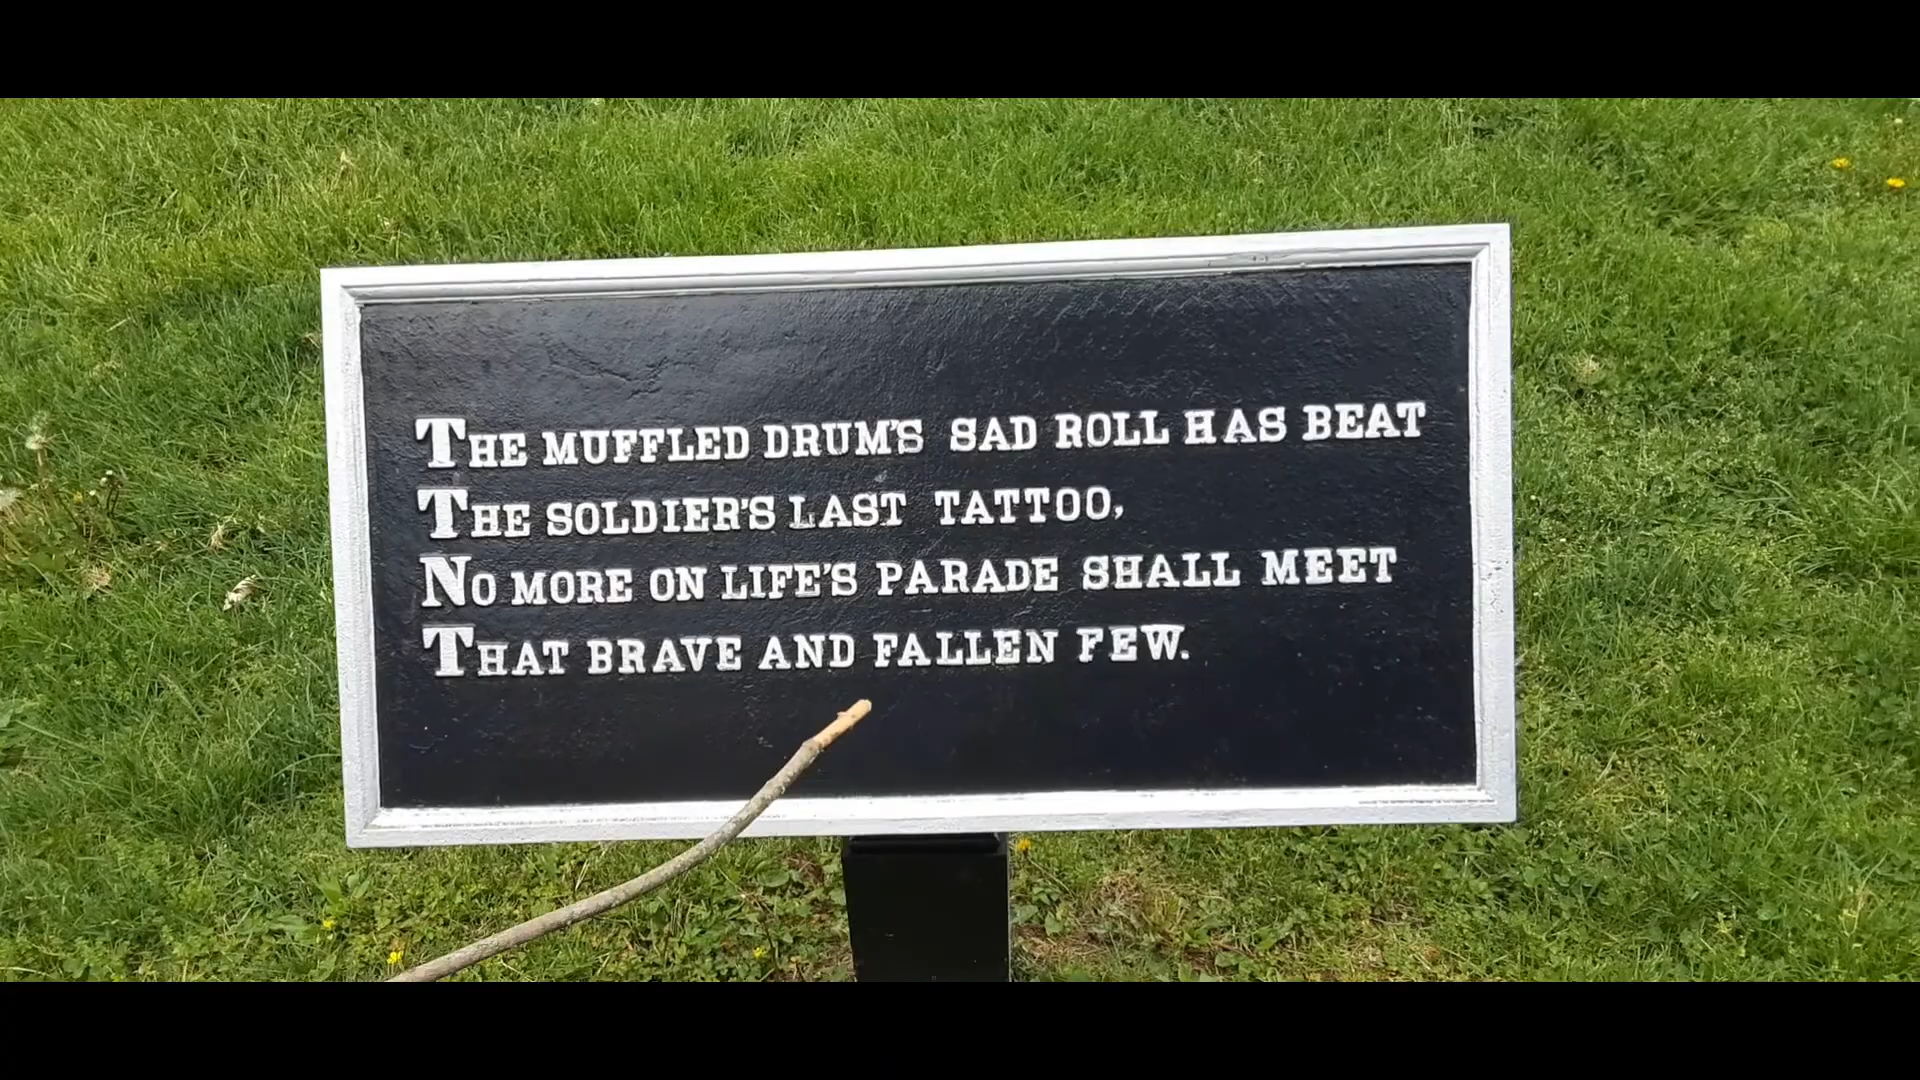 THE MUFFLED DRUM'S SAD ROLL HAS BEAT
THE SOLDIER'S LAST TATTOO,
NO MORE ON LIFE'S PARADE SHALL MEET
THAT BRAVE AND FALLEN FEW.